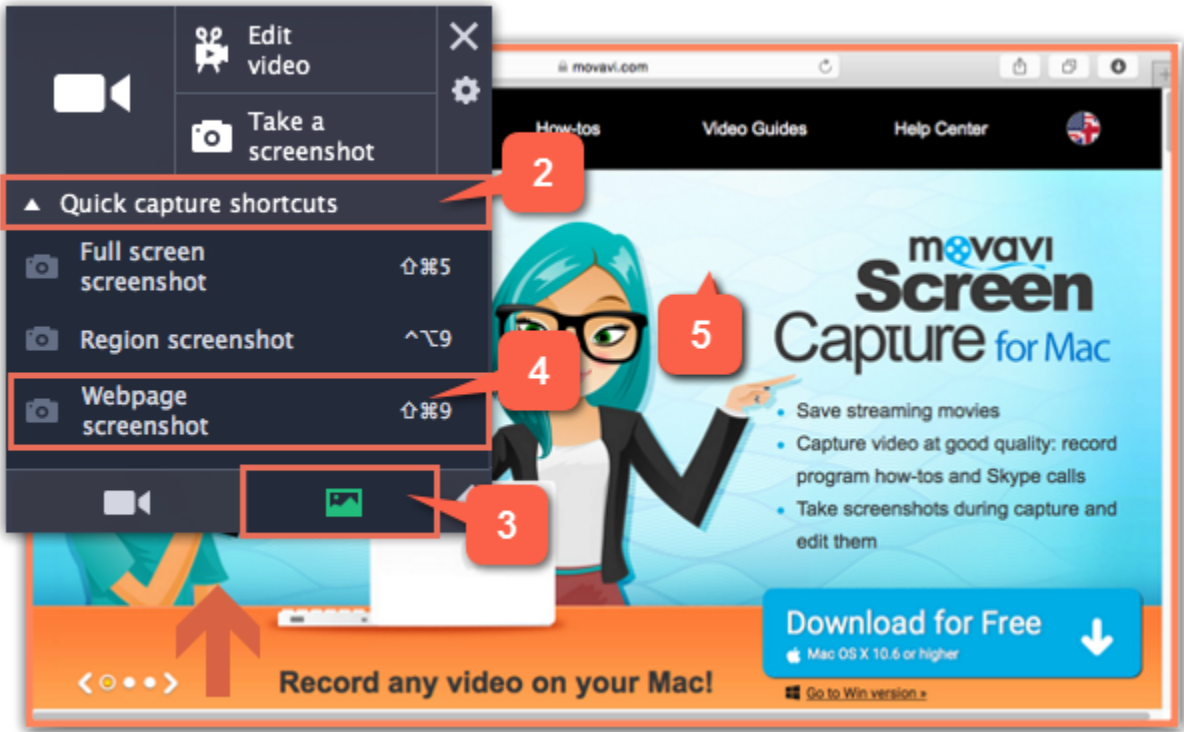 Edit
video
Take a
screenshot
2
▲ Quick capture shortcuts
Full screen
screenshot
⇧⌘5
Region screenshot
^⌥9
4
Webpage
screenshot
⇧⌘9
3
movavi.com
How-tos
Video Guides
Help Center
5
movavi
Screen
Capture for Mac
• Save streaming movies
• Capture video at good quality: record
program how-tos and Skype calls
• Take screenshots during capture and
edit them
Download for Free
Mac OS X 10.6 or higher
Go to Win version »
Record any video on your Mac!